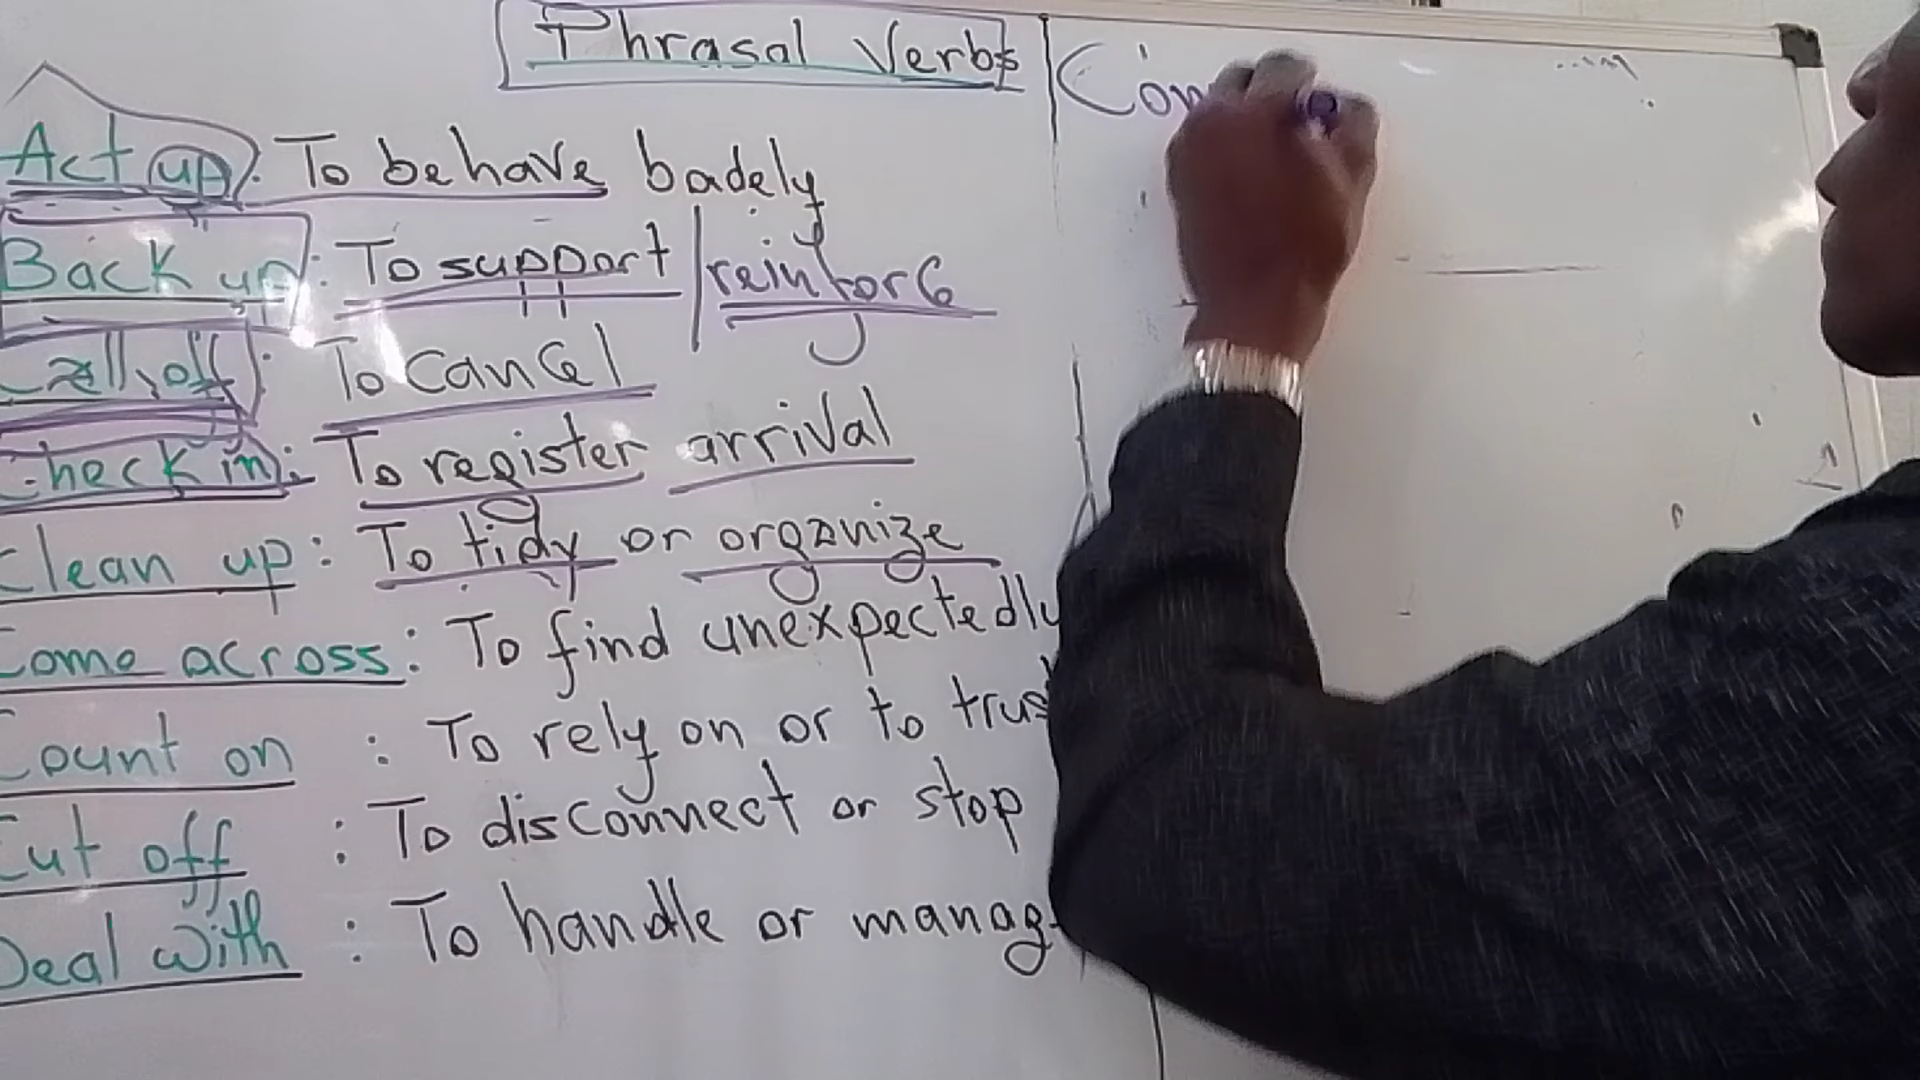 Phrasal Verbs
Act up: To behave badely
Back up: To support / reinforce
Call off: To cancel
Check in: To register arrival
Clean up: To tidy or organize
Come across: To find unexpectedly
Count on : To rely on or to trust
Cut off : To disconnect or stop
Deal with : To handle or manag
Con